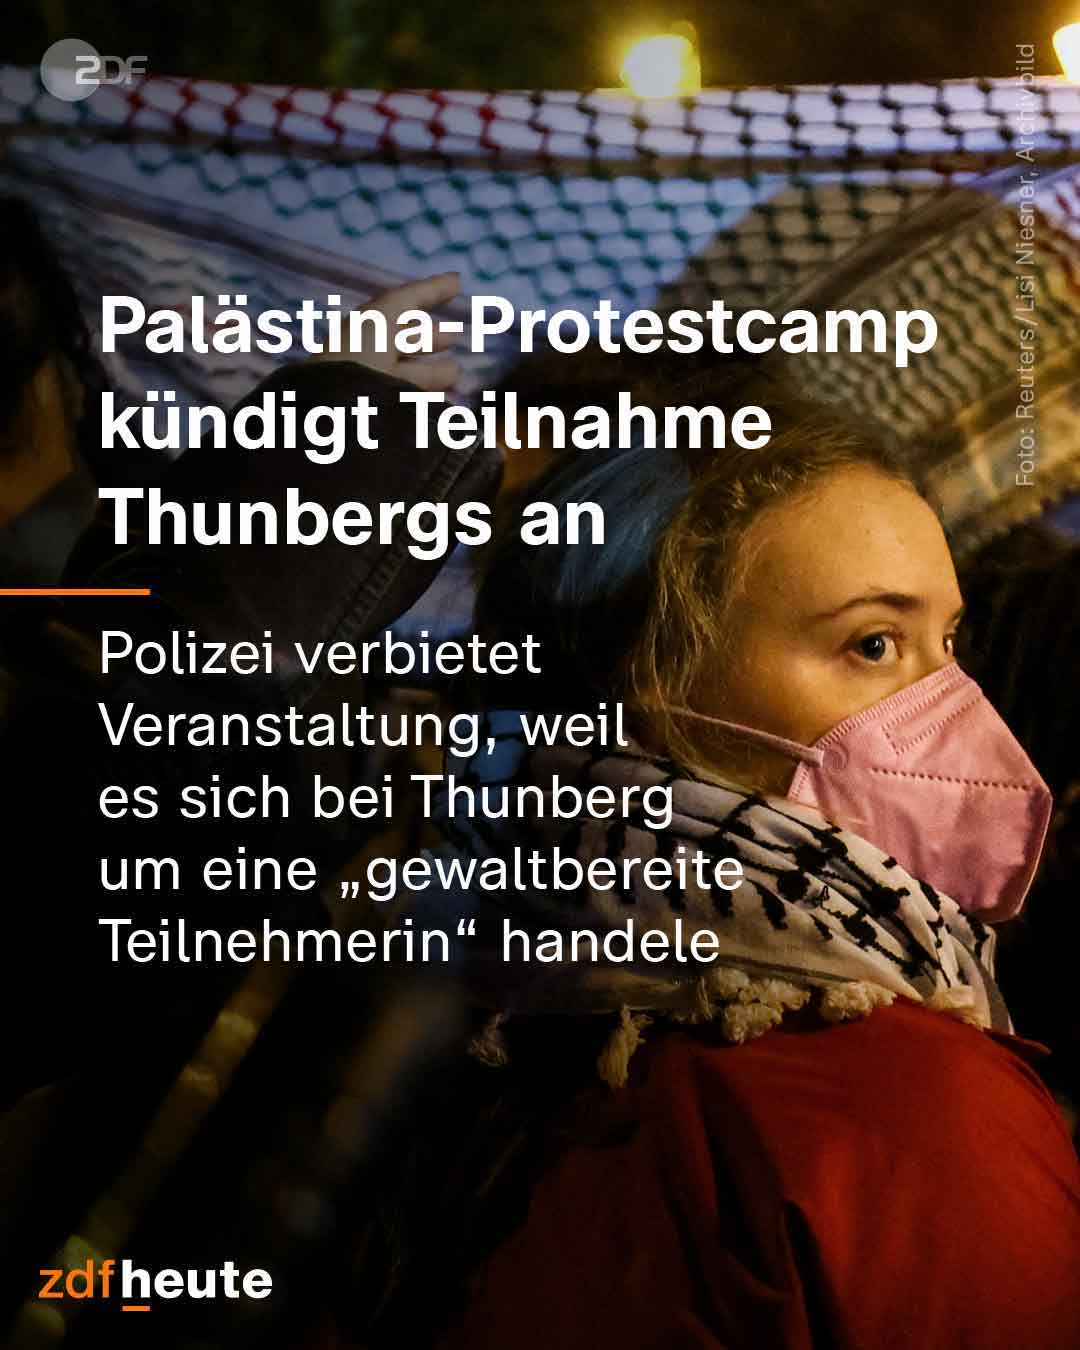 ZDF
Foto: Reuters/Lisi Niesner, Archivbild
Palästina-Protestcamp
kündigt Teilnahme
Thunbergs an
Polizei verbietet
Veranstaltung, weil
es sich bei Thunberg
um eine „gewaltbereite
Teilnehmerin“ handele
zdfheute